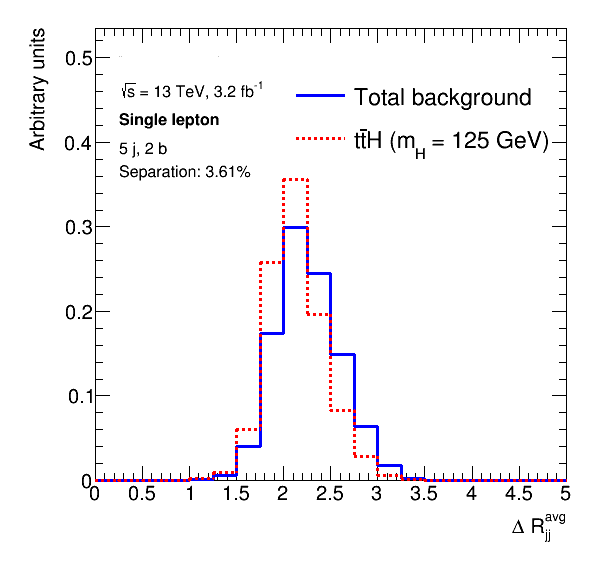 Arbitrary units
0.5
0.4
0.3
0.2
0.1
0
√s = 13 TeV, 3.2 fb⁻¹
Single lepton
5 j, 2 b
Separation: 3.61%
Total background
tt̄H (m_H = 125 GeV)
0 0.5 1 1.5 2 2.5 3 3.5 4 4.5 5
Δ R_jj^avg